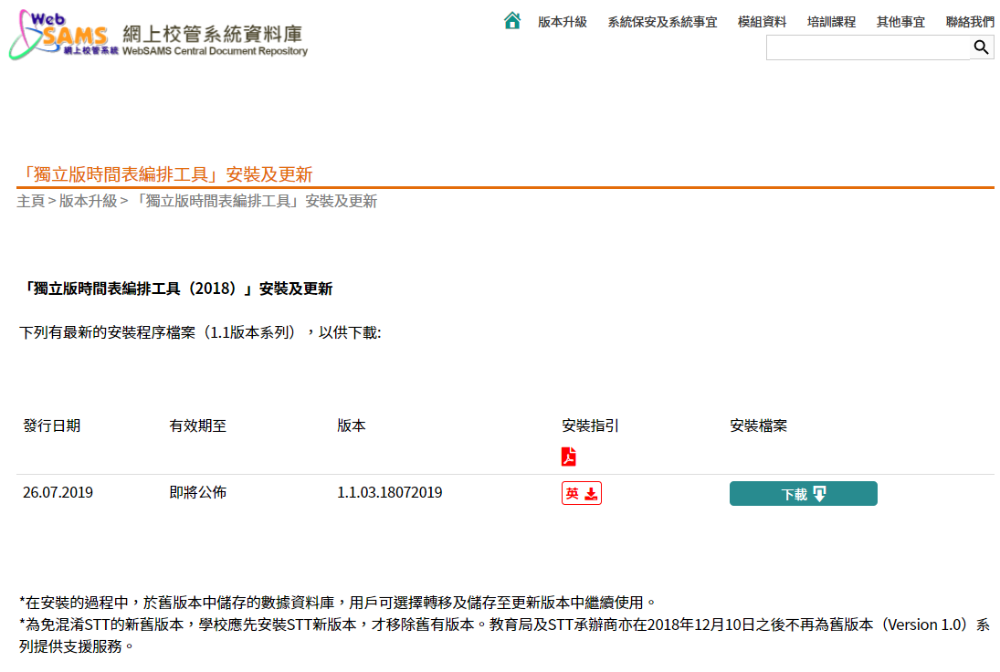 Web
SAMS
網上校管系統
網上校管系統資料庫
WebSAMS Central Document Repository
版本升級 系統保安及系統事宜 模組資料 培訓課程 其他事宜 聯絡我們
「獨立版時間表編排工具」安裝及更新
主頁 > 版本升級 > 「獨立版時間表編排工具」安裝及更新
「獨立版時間表編排工具（2018）」安裝及更新
下列有最新的安裝程序檔案（1.1版本系列），以供下載:
發行日期 有效期至 版本 安裝指引 安裝檔案
26.07.2019 即將公佈 1.1.03.18072019 英 下載
*在安裝的過程中，於舊版本中儲存的數據資料庫，用戶可選擇轉移及儲存至更新版本中繼續使用。
*為免混淆STT的新舊版本，學校應先安裝STT新版本，才移除舊有版本。教育局及STT承辦商亦在2018年12月10日之後不再為舊版本（Version 1.0）系
列提供支援服務。